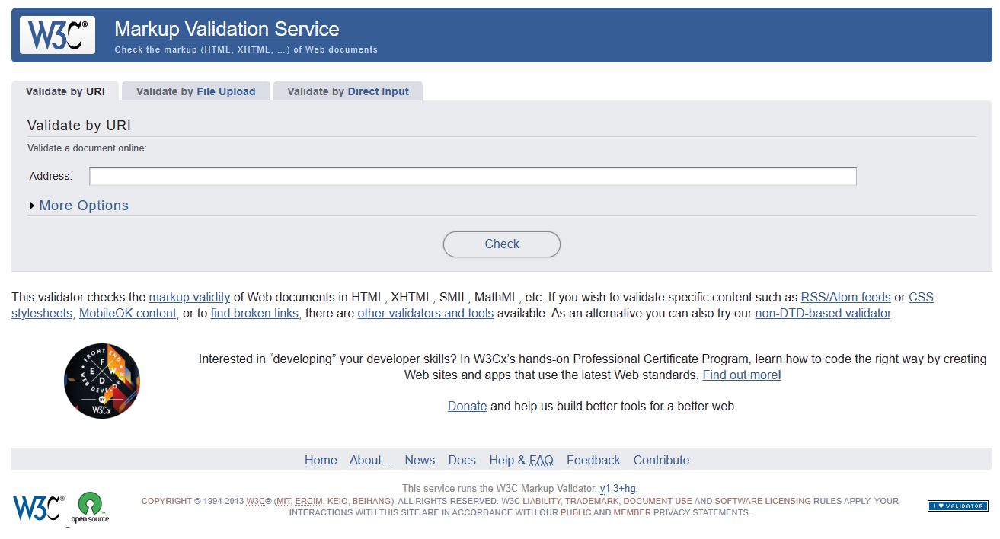 W3C®
Markup Validation Service
Check the markup (HTML, XHTML, …) of Web documents
Validate by URI
Validate by File Upload
Validate by Direct Input
Validate by URI
Validate a document online:
Address:
More Options
Check
This validator checks the markup validity of Web documents in HTML, XHTML, SMIL, MathML, etc. If you wish to validate specific content such as RSS/Atom feeds or CSS
stylesheets, MobileOK content, or to find broken links, there are other validators and tools available. As an alternative you can also try our non-DTD-based validator.
FRONT END
F
E W
D
WEB DEVELOPER
BY
W3Cx
Interested in “developing” your developer skills? In W3Cx’s hands-on Professional Certificate Program, learn how to code the right way by creating
Web sites and apps that use the latest Web standards. Find out more!
Donate and help us build better tools for a better web.
Home About... News Docs Help & FAQ Feedback Contribute
This service runs the W3C Markup Validator, v1.3+hg.
COPYRIGHT © 1994-2013 W3C® (MIT, ERCIM, KEIO, BEIHANG), ALL RIGHTS RESERVED. W3C LIABILITY, TRADEMARK, DOCUMENT USE AND SOFTWARE LICENSING RULES APPLY. YOUR
INTERACTIONS WITH THIS SITE ARE IN ACCORDANCE WITH OUR PUBLIC AND MEMBER PRIVACY STATEMENTS.
W3C®
open source™
I ♥ VALIDATOR